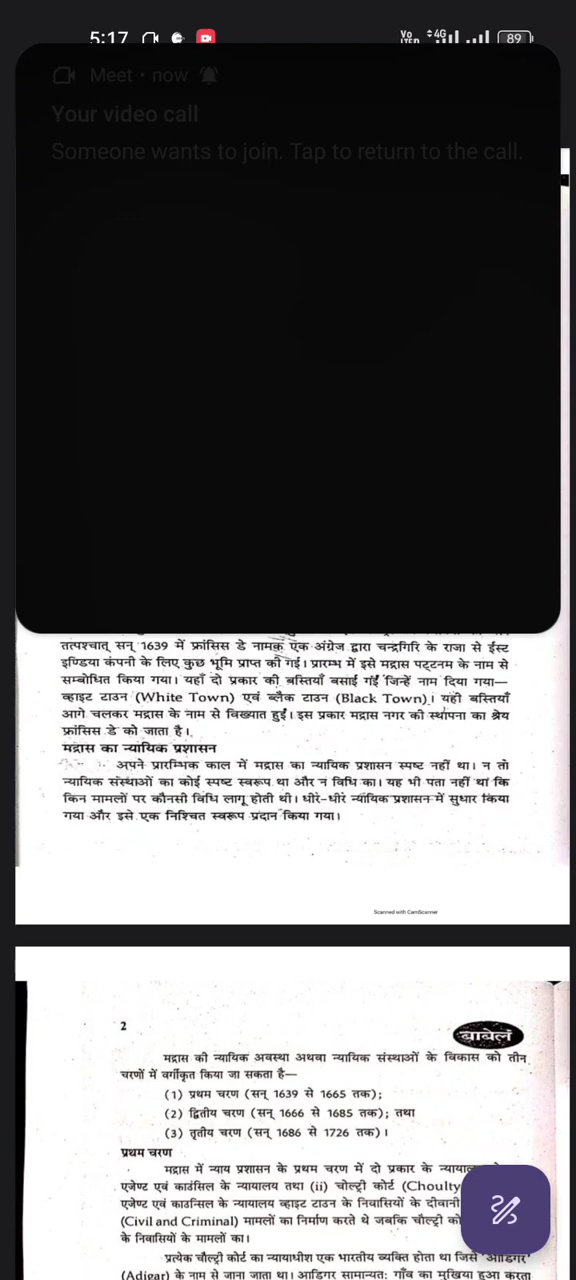 5:17
Vo LTED 4G 89
Meet • now
Your video call
Someone wants to join. Tap to return to the call.
तत्पश्चात् सन् 1639 में फ्रांसिस डे नामक एक अंग्रेज द्वारा चन्द्रगिरि के राजा से ईस्ट
इण्डिया कंपनी के लिए कुछ भूमि प्राप्त की गई। प्रारम्भ में इसे मद्रास पट्टनम के नाम से
सम्बोधित किया गया। यहाँ दो प्रकार की बस्तियाँ बसाई गईं जिन्हें नाम दिया गया—
व्हाइट टाउन (White Town) एवं ब्लैक टाउन (Black Town)। यही बस्तियाँ
आगे चलकर मद्रास के नाम से विख्यात हुईं। इस प्रकार मद्रास नगर की स्थापना का श्रेय
फ्रांसिस डे को जाता है।
मद्रास का न्यायिक प्रशासन
अपने प्रारम्भिक काल में मद्रास का न्यायिक प्रशासन स्पष्ट नहीं था। न तो
न्यायिक संस्थाओं का कोई स्पष्ट स्वरूप था और न विधि का। यह भी पता नहीं था कि
किन मामलों पर कौनसी विधि लागू होती थी। धीरे-धीरे न्यायिक प्रशासन में सुधार किया
गया और इसे एक निश्चित स्वरूप प्रदान किया गया।
Scanned with CamScanner
2
बाबेल
मद्रास की न्यायिक अवस्था अथवा न्यायिक संस्थाओं के विकास को तीन
चरणों में वर्गीकृत किया जा सकता है—
(1) प्रथम चरण (सन् 1639 से 1665 तक);
(2) द्वितीय चरण (सन् 1666 से 1685 तक); तथा
(3) तृतीय चरण (सन् 1686 से 1726 तक)।
प्रथम चरण
मद्रास में न्याय प्रशासन के प्रथम चरण में दो प्रकार के
एजेण्ट एवं काउंसिल के न्यायालय तथा (ii) चोल्ट्री कोर्ट (Choulty
एजेण्ट एवं काउन्सिल के न्यायालय व्हाइट टाउन के निवासियों के दीवानी
(Civil and Criminal) मामलों का निर्माण करते थे जबकि चौल्ट्री
के निवासियों के मामलों का।
प्रत्येक चौल्ट्री कोर्ट का न्यायाधीश एक भारतीय व्यक्ति होता था जिसे 'आडिगर'
(Adigar) के नाम से जाना जाता था। आडिगर सामान्यतः गाँव का मुखिया हुआ करता